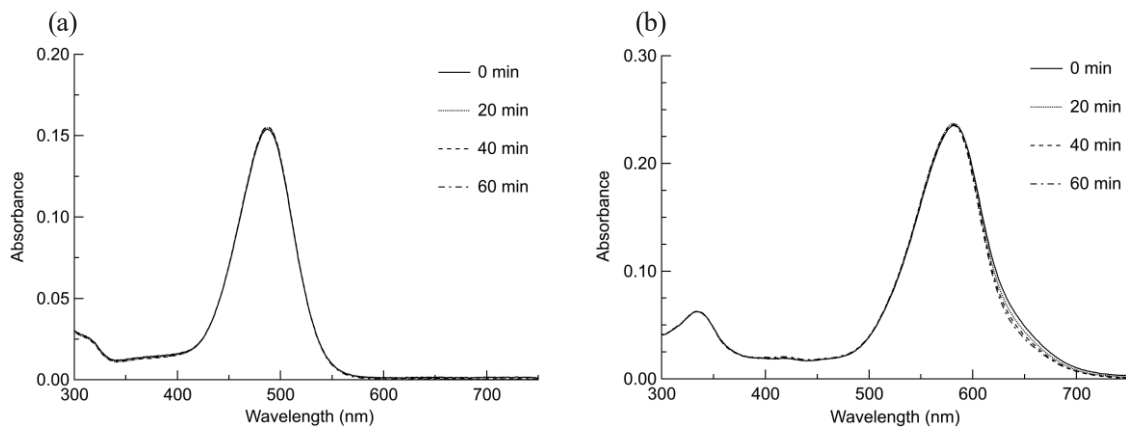 (a)
0.20
0.15
0.10
0.05
0.00
Absorbance
300 400 500 600 700
Wavelength (nm)
0 min
20 min
40 min
60 min
(b)
0.30
0.20
0.10
0.00
Absorbance
300 400 500 600 700
Wavelength (nm)
0 min
20 min
40 min
60 min